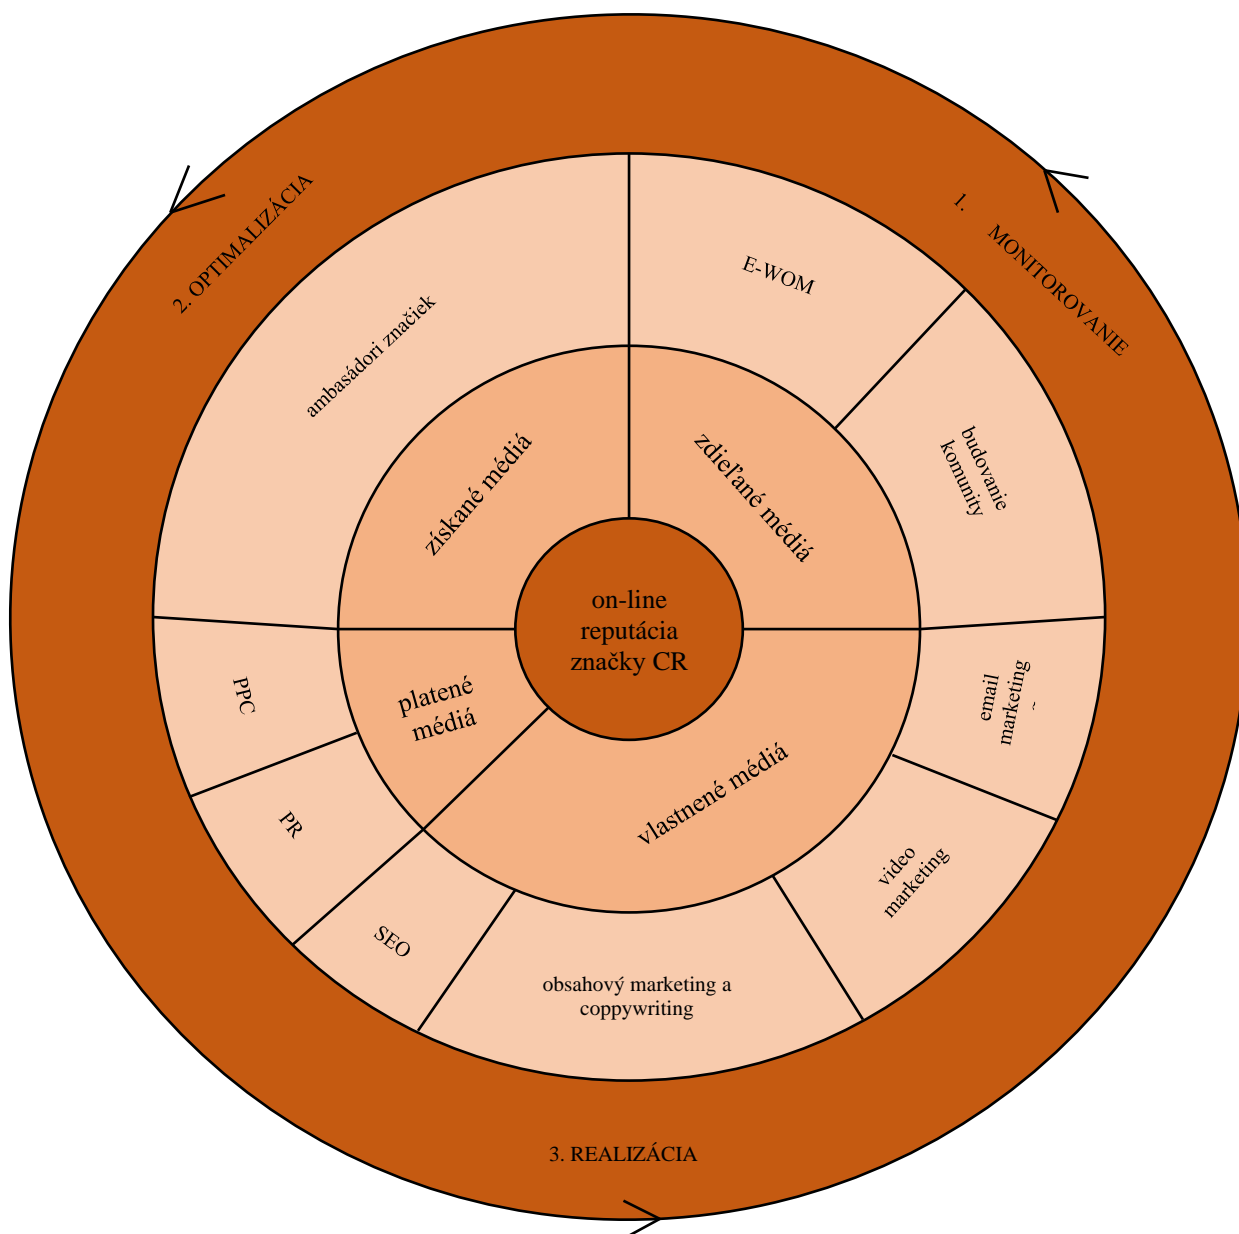 1.
MONITOROVANIE
2. OPTIMALIZÁCIA
3. REALIZÁCIA
E-WOM
budovanie
komunity
email
marketing
video
marketing
obsahový marketing a
coppywriting
SEO
PR
PPC
ambasádori značiek
získané médiá
zdieľané médiá
vlastnené médiá
platené
médiá
on-line
reputácia
značky CR